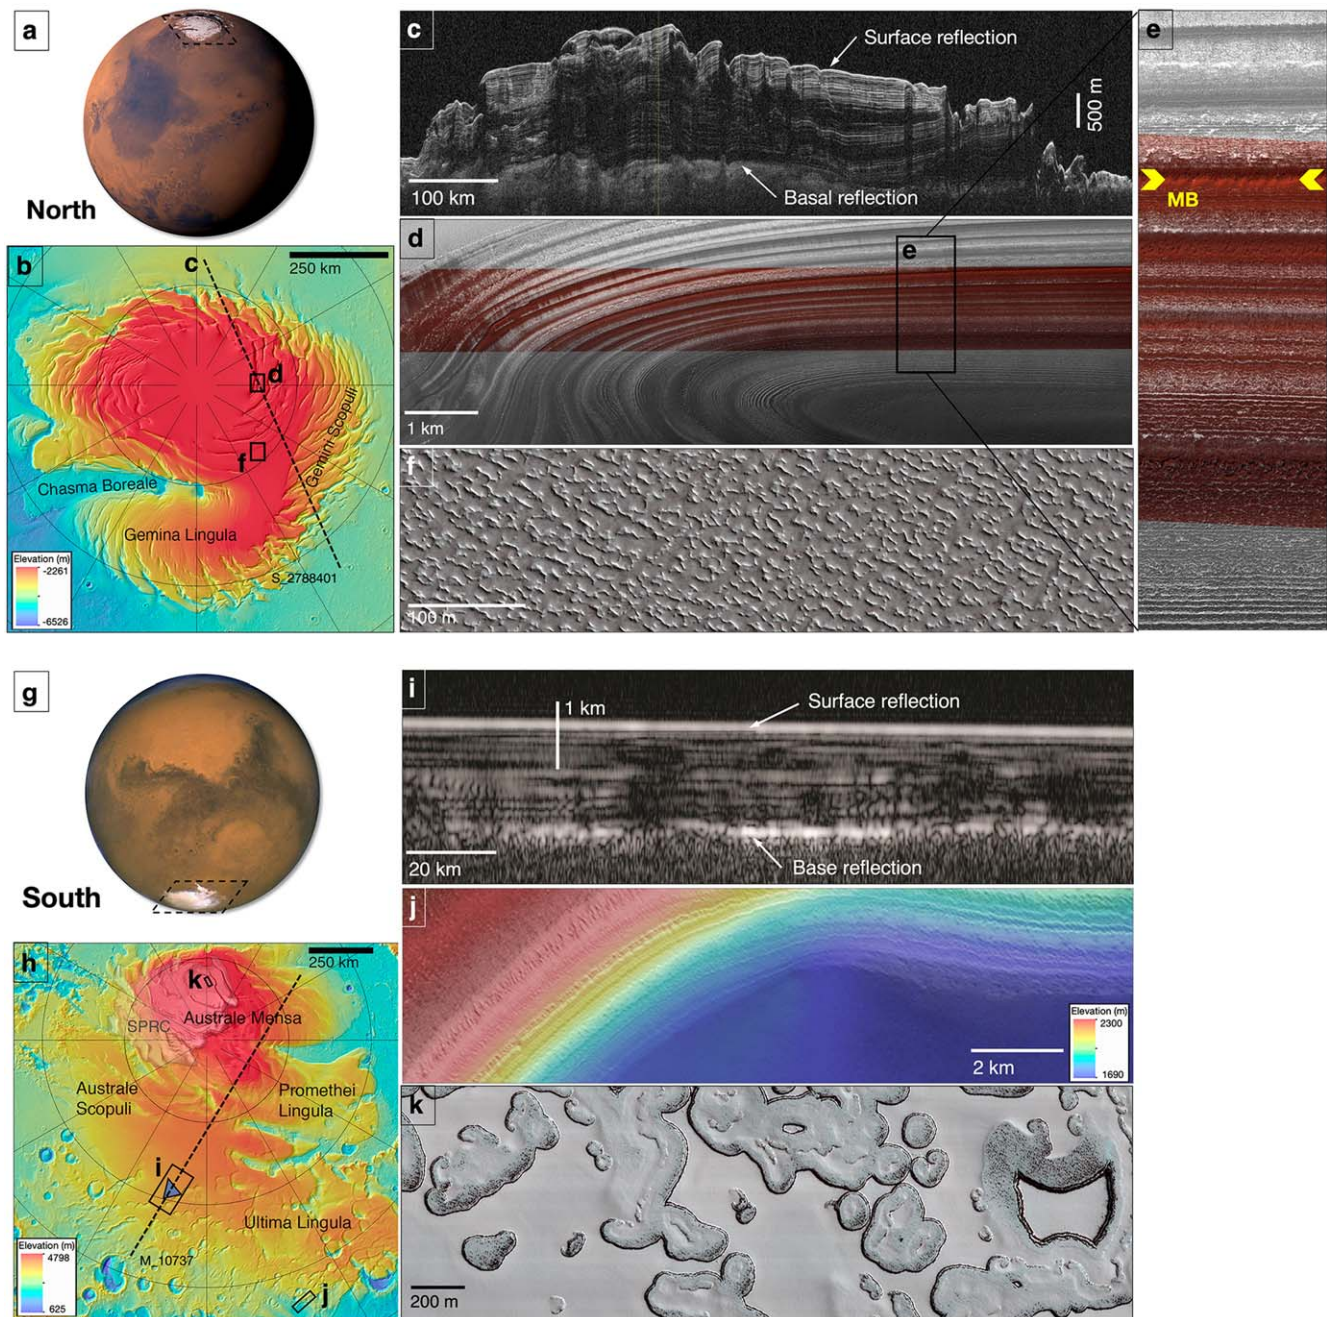 a
North
b
c
250 km
d
f
Gemini Scopuli
Chasma Boreale
Gemina Lingula
S_2788401
Elevation (m)
-2261
-6526
c
Surface reflection
500 m
100 km
Basal reflection
d
e
1 km
f
100 m
e
MB
g
South
h
250 km
k
SPRC
Australe Mensa
Australe
Scopuli
Promethei
Lingula
i
Ultima Lingula
M_10737
j
Elevation (m)
4798
625
i
Surface reflection
1 km
20 km
Base reflection
j
Elevation (m)
2300
1690
2 km
k
200 m